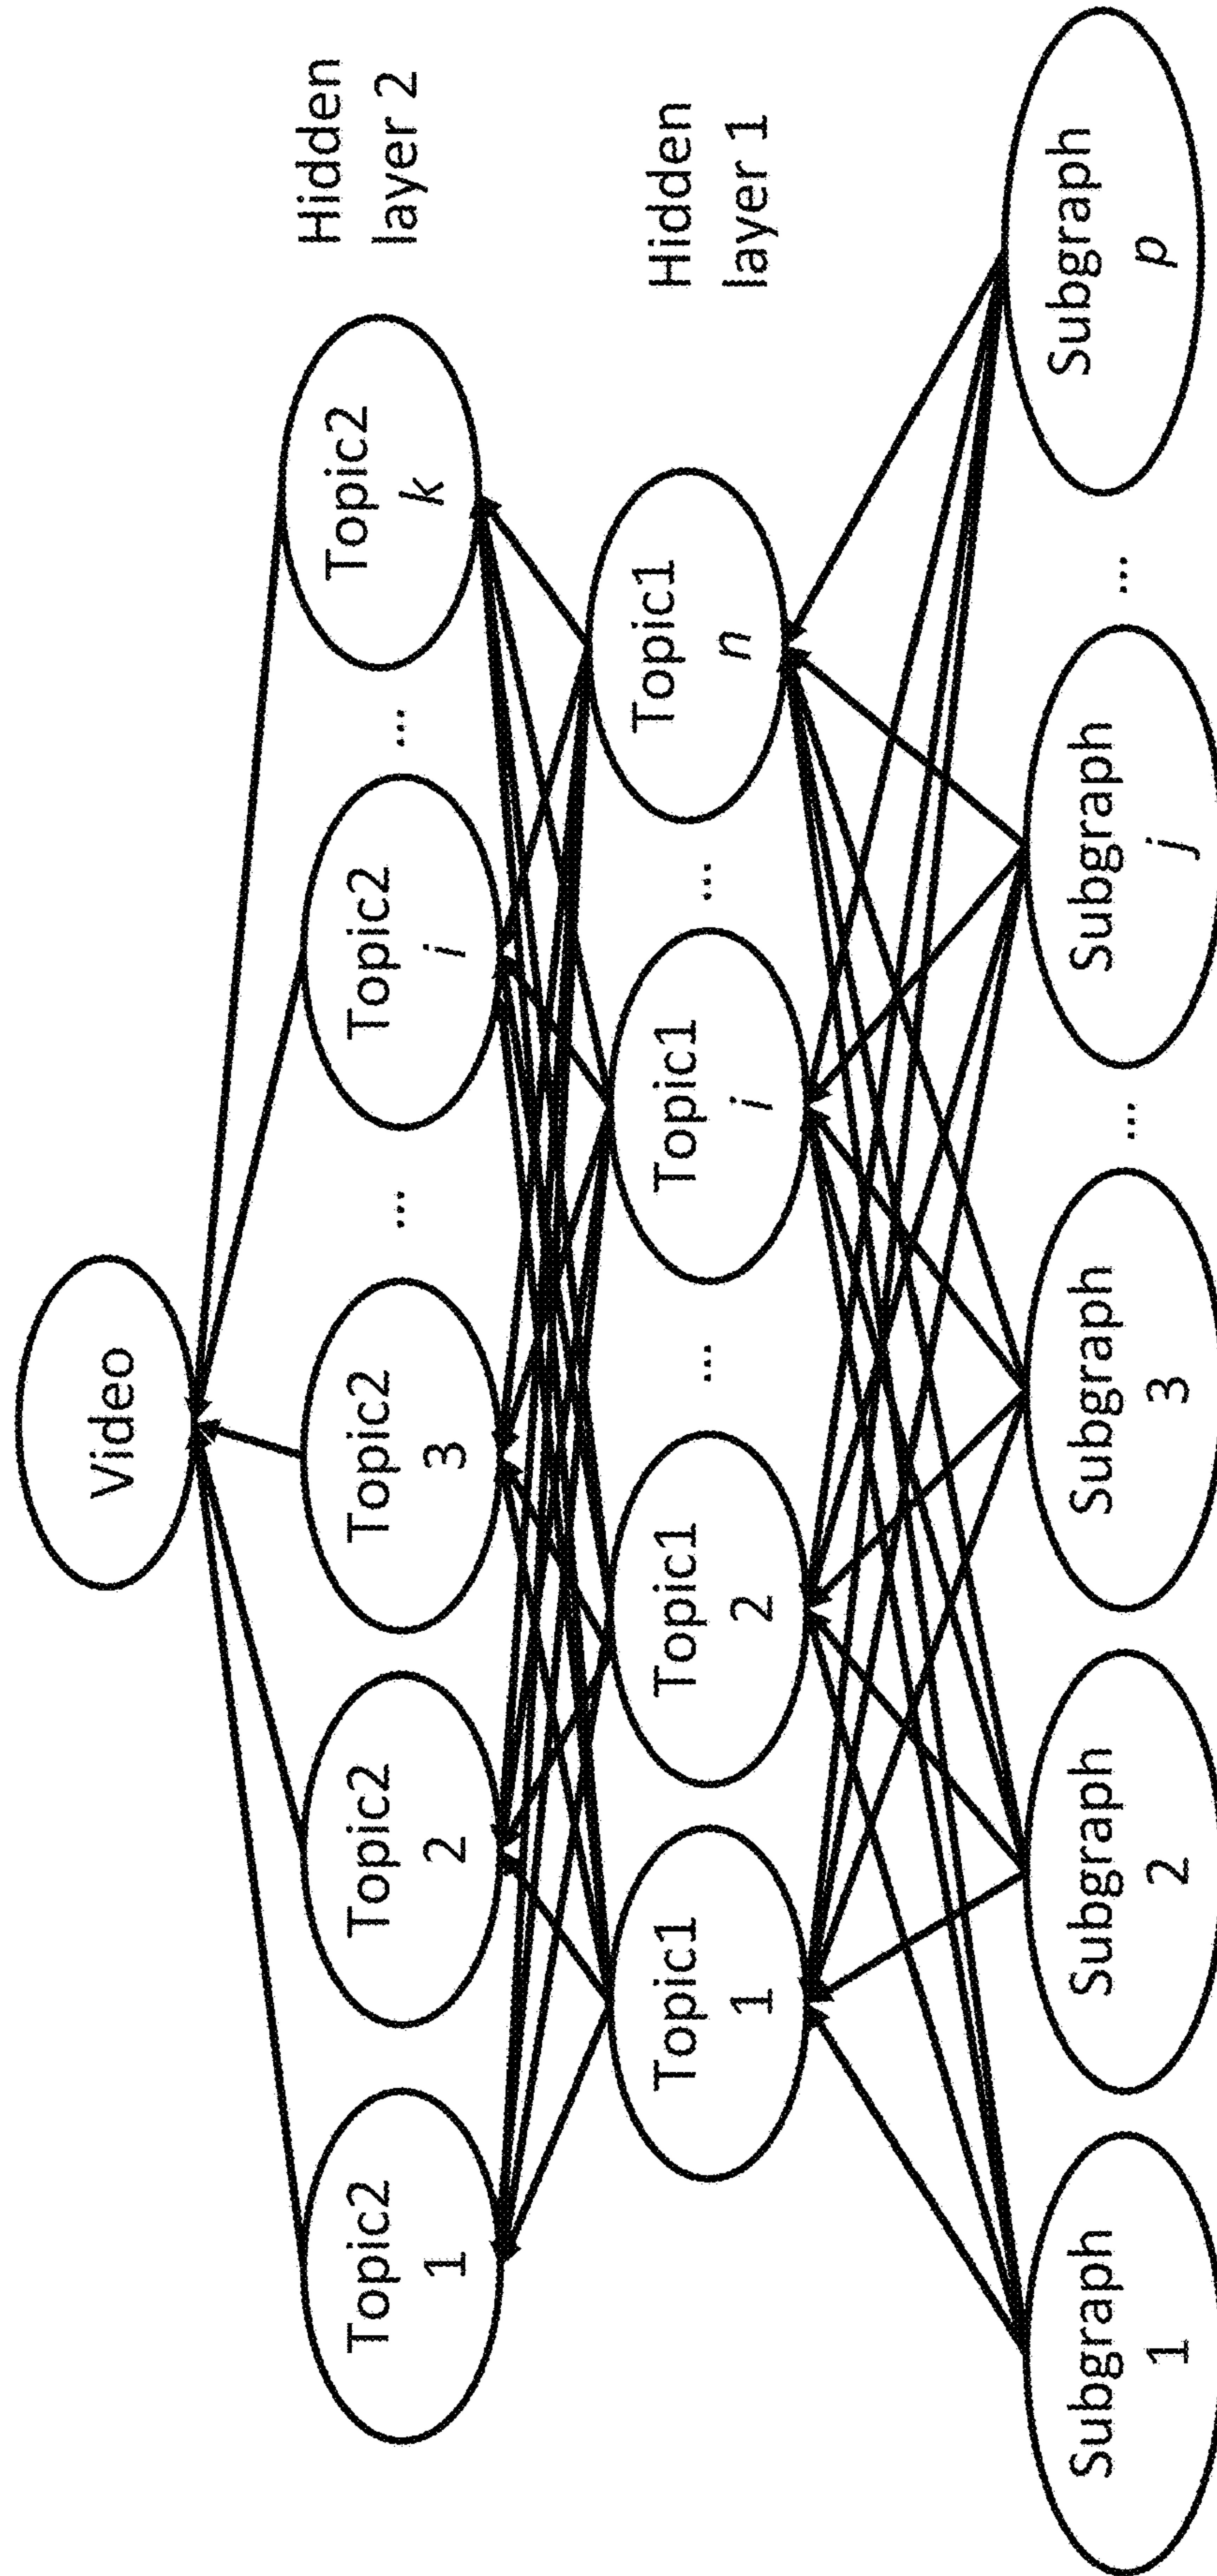 Video
Topic2
1
Topic2
2
Topic2
3
...
Topic2
i
...
Topic2
k
Hidden
layer 2
Topic1
1
Topic1
2
...
Topic1
i
...
Topic1
n
Hidden
layer 1
Subgraph
1
Subgraph
2
Subgraph
3
...
Subgraph
j
...
Subgraph
p